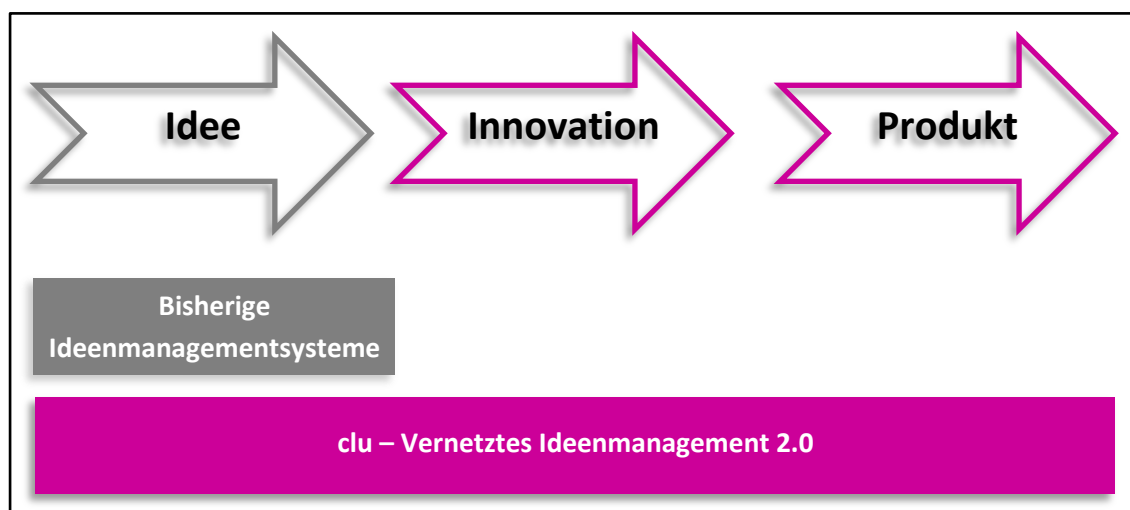 Idee
Innovation
Produkt
Bisherige
Ideenmanagementsysteme
clu – Vernetztes Ideenmanagement 2.0